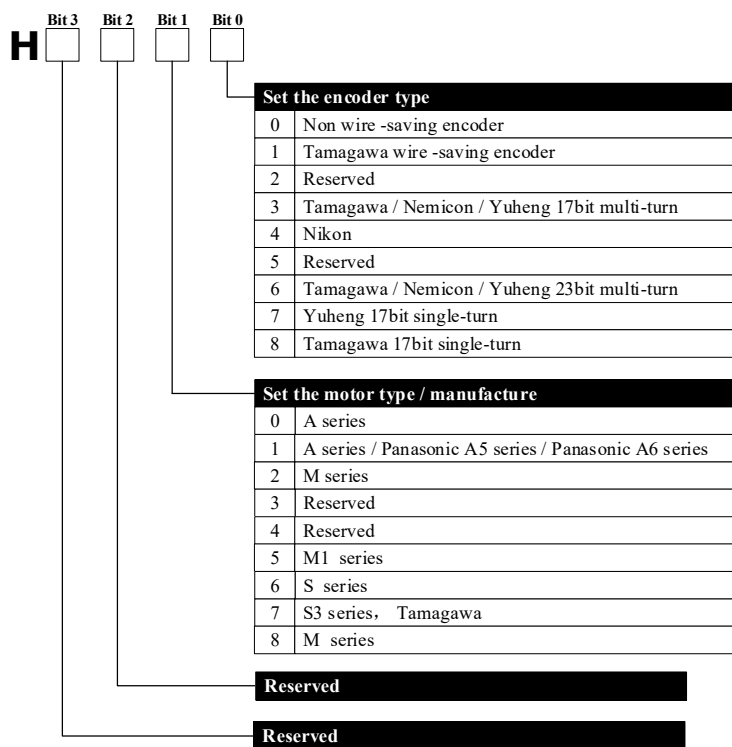 Bit 3 Bit 2 Bit 1 Bit 0
H
Set the encoder type
0 Non wire -saving encoder
1 Tamagawa wire -saving encoder
2 Reserved
3 Tamagawa / Nemicon / Yuheng 17bit multi-turn
4 Nikon
5 Reserved
6 Tamagawa / Nemicon / Yuheng 23bit multi-turn
7 Yuheng 17bit single-turn
8 Tamagawa 17bit single-turn
Set the motor type / manufacture
0 A series
1 A series / Panasonic A5 series / Panasonic A6 series
2 M series
3 Reserved
4 Reserved
5 M1 series
6 S series
7 S3 series， Tamagawa
8 M series
Reserved
Reserved